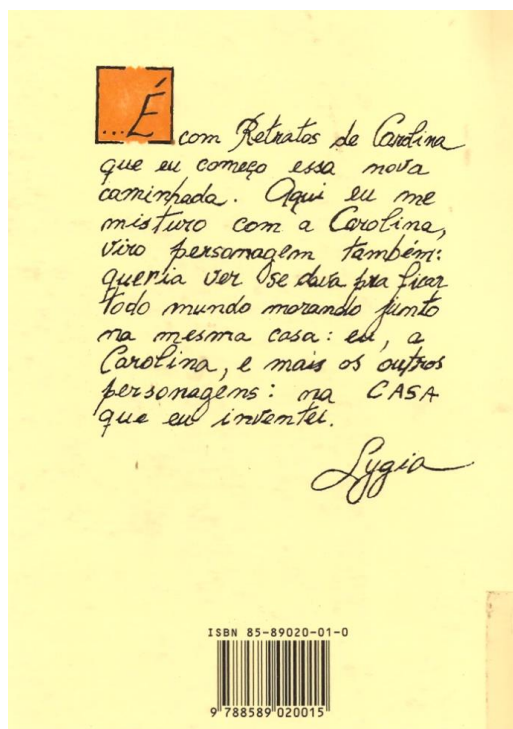 ...É com Retratos de Carolina
que eu começo essa nova
caminhada. Aqui eu me
misturo com a Carolina,
viro personagem também:
queria ver se dava pra ficar
todo mundo morando junto
na mesma casa: eu, a
Carolina, e mais os outros
personagens: na CASA
que eu inventei.
Lygia
ISBN 85-89020-01-0
9 788589 020015